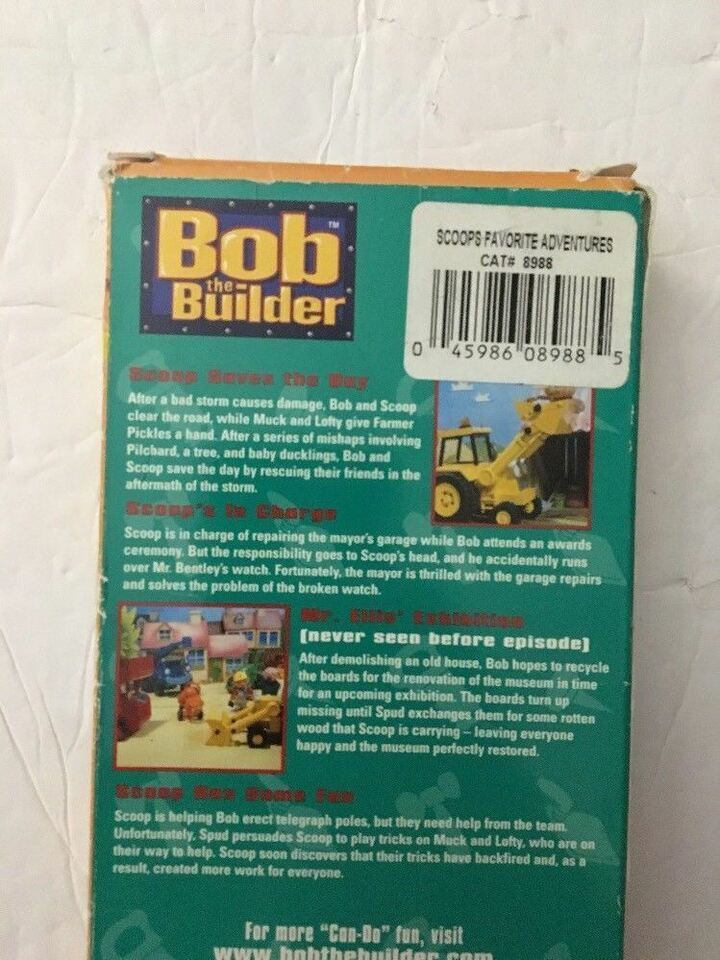 Bob
the
Builder
TM
SCOOPS FAVORITE ADVENTURES
CAT# 8988
0 45986 08988 5
Scoop Saves the Day
After a bad storm causes damage, Bob and Scoop
clear the road, while Muck and Lofty give Farmer
Pickles a hand. After a series of mishaps involving
Pilchard, a tree, and baby ducklings, Bob and
Scoop save the day by rescuing their friends in the
aftermath of the storm.
Scoop's In Charge
Scoop is in charge of repairing the mayor's garage while Bob attends an awards
ceremony. But the responsibility goes to Scoop's head, and he accidentally runs
over Mr. Bentley's watch. Fortunately, the mayor is thrilled with the garage repairs
and solves the problem of the broken watch.
Mr. Ellis' Exhibition
(never seen before episode)
After demolishing an old house, Bob hopes to recycle
the boards for the renovation of the museum in time
for an upcoming exhibition. The boards turn up
missing until Spud exchanges them for some rotten
wood that Scoop is carrying – leaving everyone
happy and the museum perfectly restored.
Scoop Has Some Fun
Scoop is helping Bob erect telegraph poles, but they need help from the team.
Unfortunately, Spud persuades Scoop to play tricks on Muck and Lofty, who are on
their way to help. Scoop soon discovers that their tricks have backfired and, as a
result, created more work for everyone.
For more "Can-Do" fun, visit
www.bobthebuilder.com